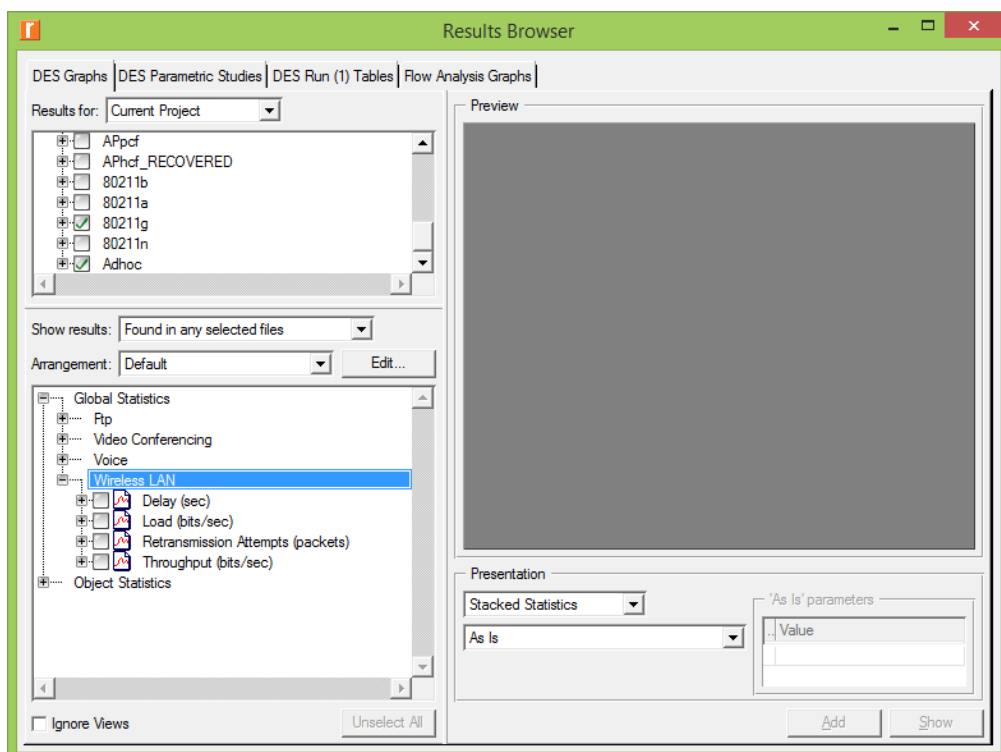 Results Browser
DES Graphs DES Parametric Studies DES Run (1) Tables Flow Analysis Graphs
Results for: Current Project
APpcf
APhcf_RECOVERED
80211b
80211a
80211g
80211n
Adhoc
Show results: Found in any selected files
Arrangement: Default Edit...
Global Statistics
Ftp
Video Conferencing
Voice
Wireless LAN
Delay (sec)
Load (bits/sec)
Retransmission Attempts (packets)
Throughput (bits/sec)
Object Statistics
Ignore Views Unselect All
Preview
Presentation
Stacked Statistics
As Is
'As Is' parameters
.. Value
Add Show